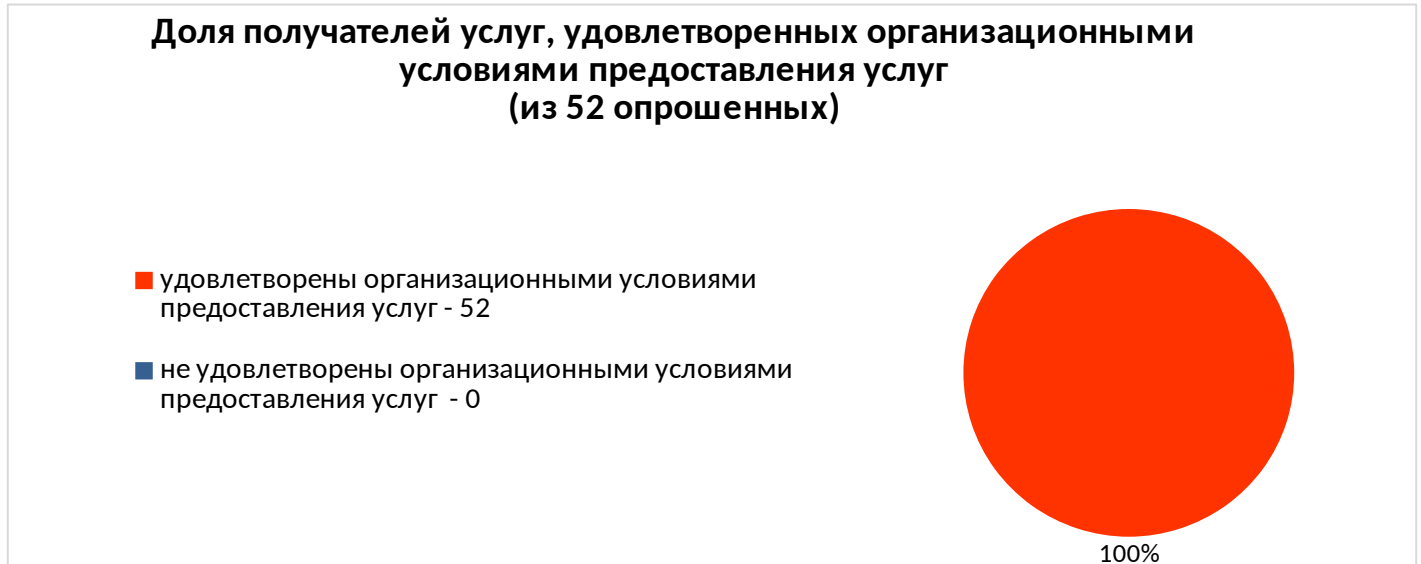 Доля получателей услуг, удовлетворенных организационными
условиями предоставления услуг
(из 52 опрошенных)
удовлетворены организационными условиями
предоставления услуг - 52
не удовлетворены организационными условиями
предоставления услуг  - 0
100%